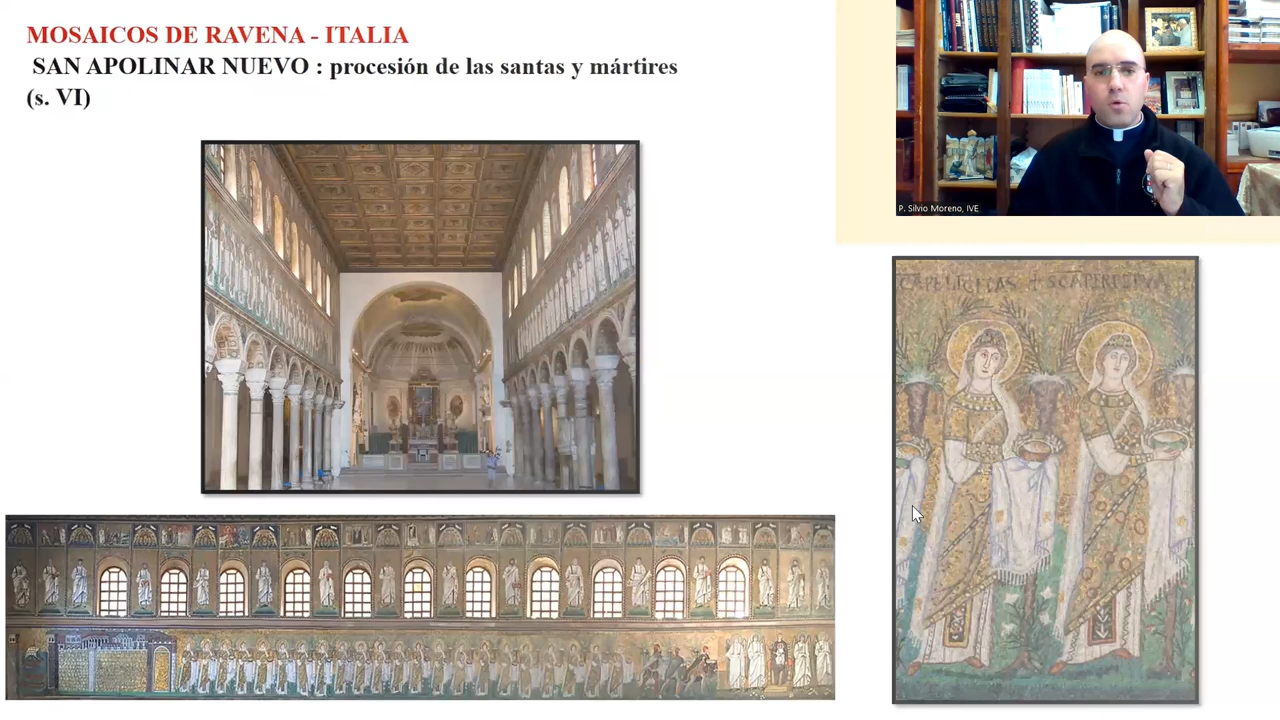 MOSAICOS DE RAVENA - ITALIA
SAN APOLINAR NUEVO : procesión de las santas y mártires
(s. VI)
P. Silvio Moreno, IVE